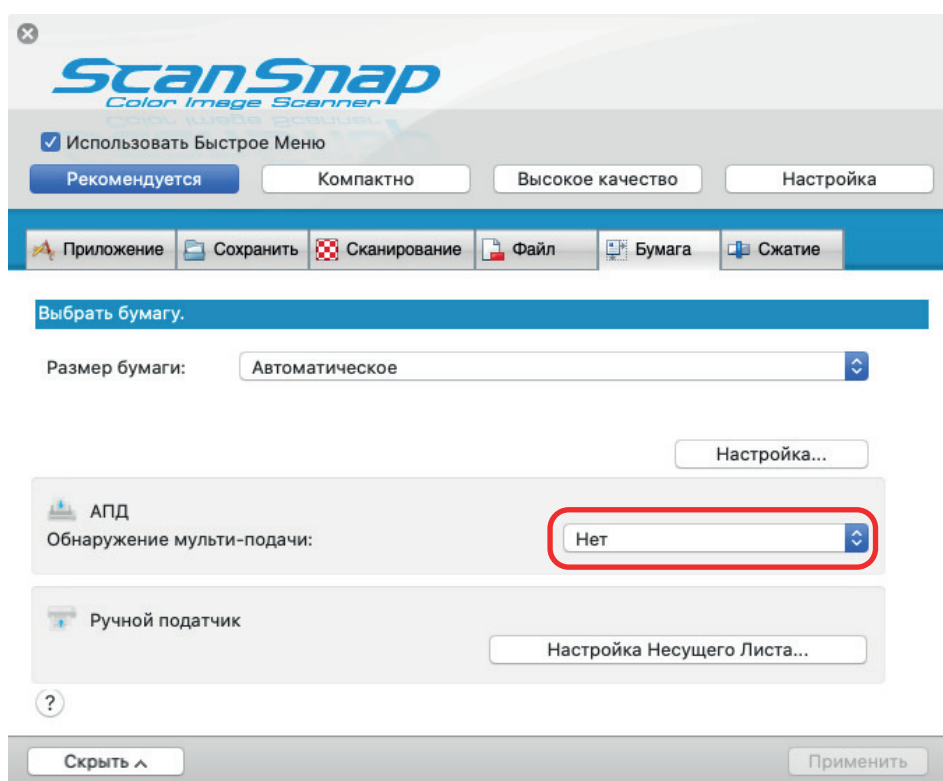 ScanSnap
Color Image Scanner
Использовать Быстрое Меню
Рекомендуется Компактно Высокое качество Настройка
Приложение Сохранить Сканирование Файл Бумага Сжатие
Выбрать бумагу.
Размер бумаги: Автоматическое
Настройка...
АПД
Обнаружение мульти-подачи: Нет
Ручной податчик
Настройка Несущего Листа...
?
Скрыть Применить